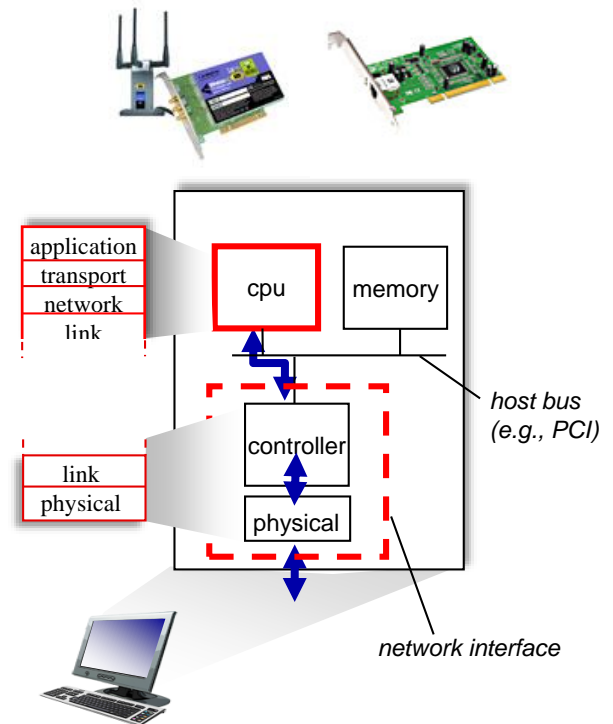 application
transport
network
link
cpu
memory
host bus
(e.g., PCI)
controller
link
physical
physical
network interface